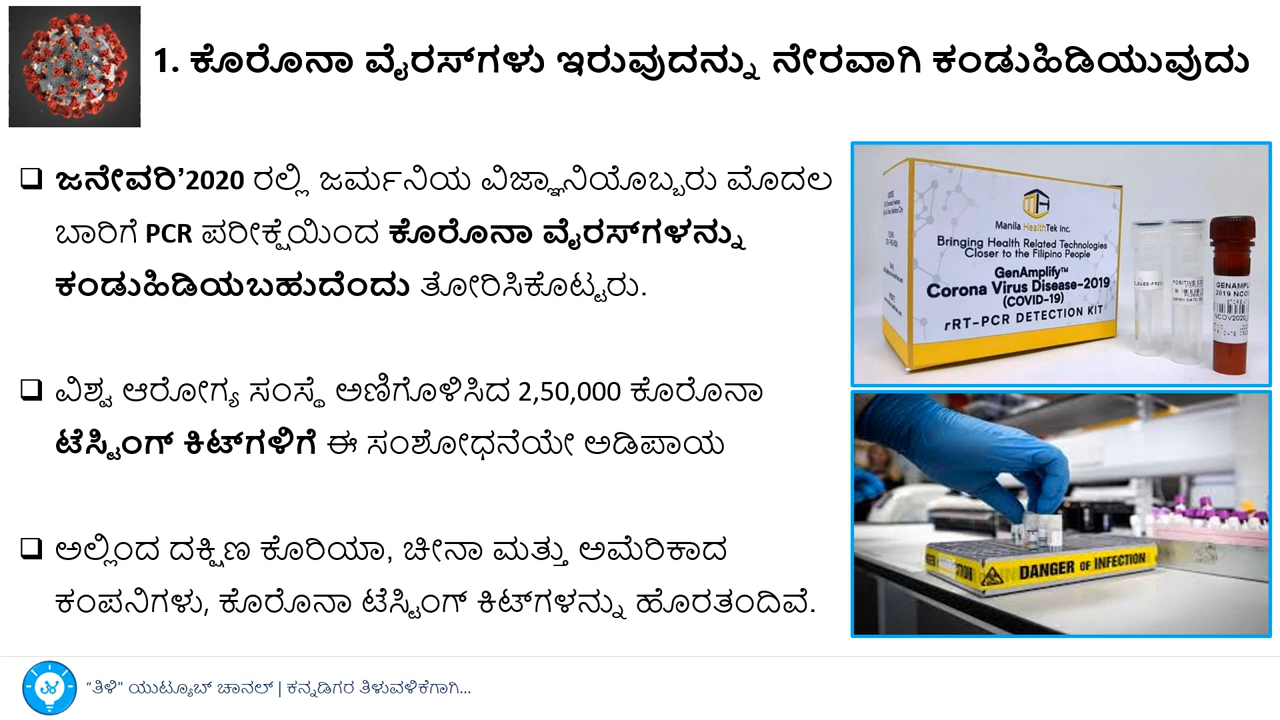 1. ಕೊರೊನಾ ವೈರಸ್‌ಗಳು ಇರುವುದನ್ನು ನೇರವಾಗಿ ಕಂಡುಹಿಡಿಯುವುದು
❑ ಜನೇವರಿ'2020 ರಲ್ಲಿ ಜರ್ಮನಿಯ ವಿಜ್ಞಾನಿಯೊಬ್ಬರು ಮೊದಲ
ಬಾರಿಗೆ PCR ಪರೀಕ್ಷೆಯಿಂದ ಕೊರೊನಾ ವೈರಸ್‌ಗಳನ್ನು
ಕಂಡುಹಿಡಿಯಬಹುದೆಂದು ತೋರಿಸಿಕೊಟ್ಟರು.
❑ ವಿಶ್ವ ಆರೋಗ್ಯ ಸಂಸ್ಥೆ ಅಣಿಗೊಳಿಸಿದ 2,50,000 ಕೊರೊನಾ
ಟೆಸ್ಟಿಂಗ್ ಕಿಟ್‌ಗಳಿಗೆ ಈ ಸಂಶೋಧನೆಯೇ ಅಡಿಪಾಯ
❑ ಅಲ್ಲಿಂದ ದಕ್ಷಿಣ ಕೊರಿಯಾ, ಚೀನಾ ಮತ್ತು ಅಮೆರಿಕಾದ
ಕಂಪನಿಗಳು, ಕೊರೊನಾ ಟೆಸ್ಟಿಂಗ್ ಕಿಟ್‌ಗಳನ್ನು ಹೊರತಂದಿವೆ.
Manila HealthTek Inc.
Bringing Health Related Technologies
Closer to the Filipino People
GenAmplify™
Corona Virus Disease-2019
(COVID-19)
rRT-PCR DETECTION KIT
DANGER OF INFECTION
"ತಿಳಿ" ಯುಟ್ಯೂಬ್ ಚಾನಲ್ | ಕನ್ನಡಿಗರ ತಿಳುವಳಿಕೆಗಾಗಿ...